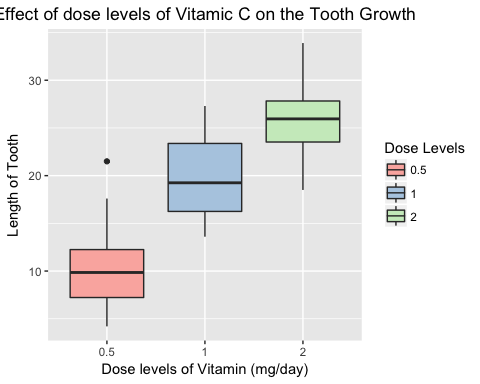 Effect of dose levels of Vitamic C on the Tooth Growth
30
20
10
Length of Tooth
0.5 1 2
Dose levels of Vitamin (mg/day)
Dose Levels
0.5
1
2